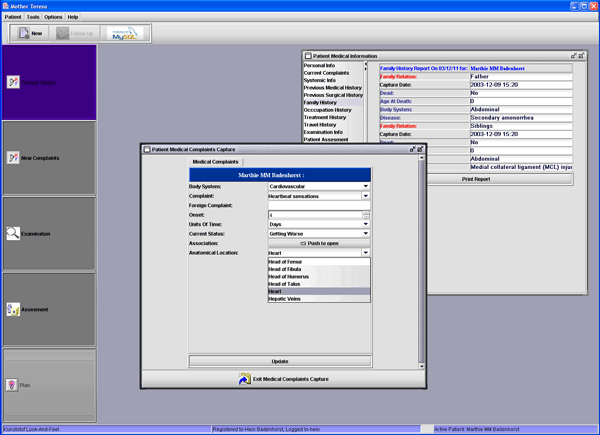 Mother Teresa
Patient Tools Options Help
New Follow Up POWERED BY MySQL
New Complaints
Examination
Assesment
Plan
Patient Medical Information
Personal Info
Current Complaints
Systemic Info
Previous Medical History
Previous Surgical History
Family History
Occcupation History
Treatment History
Travel History
Examination Info
Patient Assesment
Family History Report On 03/12/11 for: Marthie MM Badenhorst
Family Relation: Father
Capture Date: 2003-12-09 15:20
Dead: No
Age At Death: 0
Body System: Abdominal
Disease: Secondary amenorrhea
Family Relation: Siblings
Capture Date: 2003-12-09 15:20
Dead: No
0
Abdominal
Medial collateral ligament (MCL) injur
Print Report
Patient Medical Complaints Capture
Medical Complaints
Marthie MM Badenhorst :
Body System: Cardiovascular
Complaint: Heartbeat sensations
Foreign Complaint:
Onset: 4
Units Of Time: Days
Current Status: Getting Worse
Association: Push to open
Anatomical Location: Heart
Head of Femur
Head of Fibula
Head of Humerus
Head of Talus
Heart
Hepatic Veins
Update
Exit Medical Complaints Capture
Kunststoff Look-And-Feel
Registered to Hein Badenhorst, Logged In-hein
Active Patient: Marthie MM Badenhorst